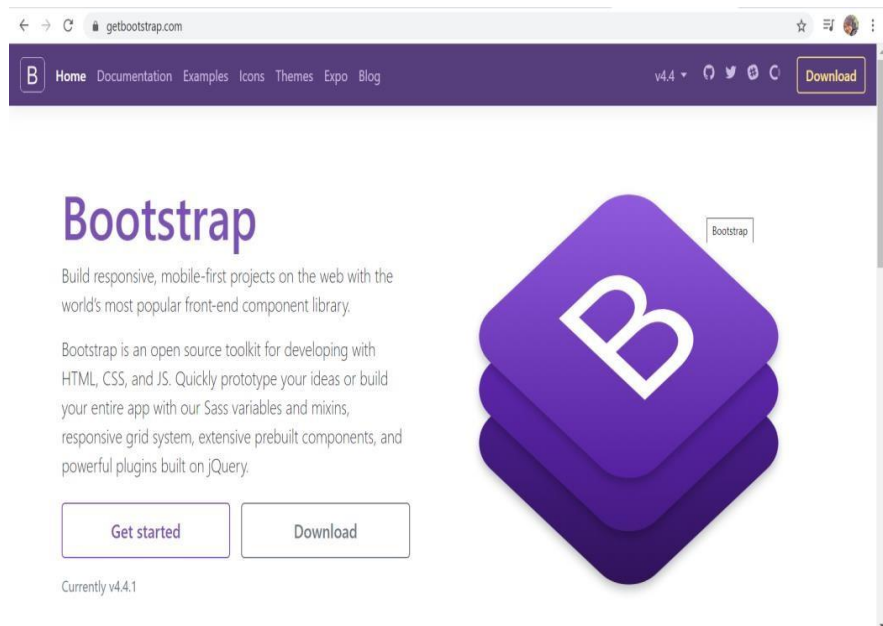 getbootstrap.com
B Home Documentation Examples Icons Themes Expo Blog v4.4 Download
Bootstrap
Build responsive, mobile-first projects on the web with the
world's most popular front-end component library.
Bootstrap is an open source toolkit for developing with
HTML, CSS, and JS. Quickly prototype your ideas or build
your entire app with our Sass variables and mixins,
responsive grid system, extensive prebuilt components, and
powerful plugins built on jQuery.
Get started Download
Currently v4.4.1
Bootstrap
B